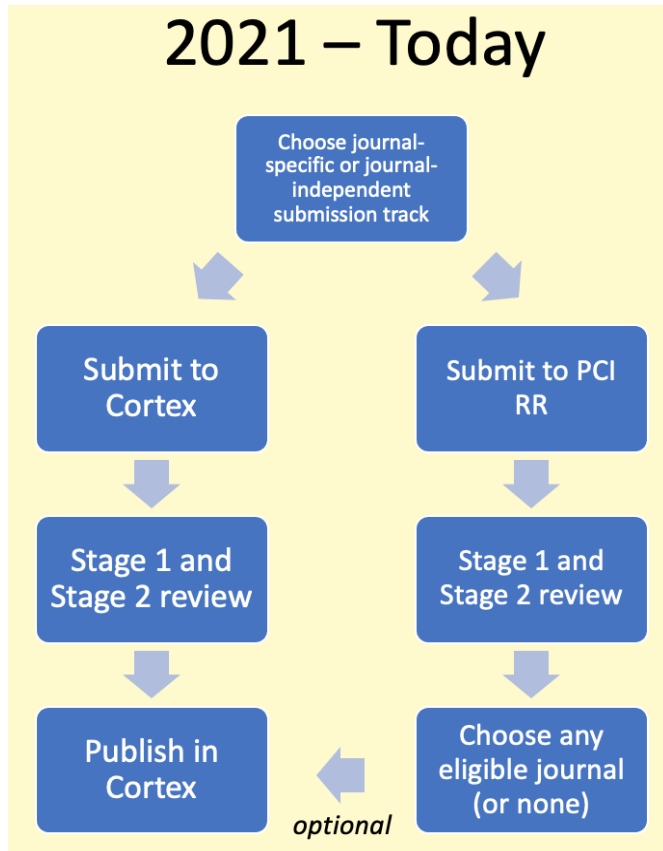 2021 – Today
Choose journal-
specific or journal-
independent
submission track
Submit to
Cortex
Submit to PCI
RR
Stage 1 and
Stage 2 review
Stage 1 and
Stage 2 review
Publish in
Cortex
Choose any
eligible journal
(or none)
optional